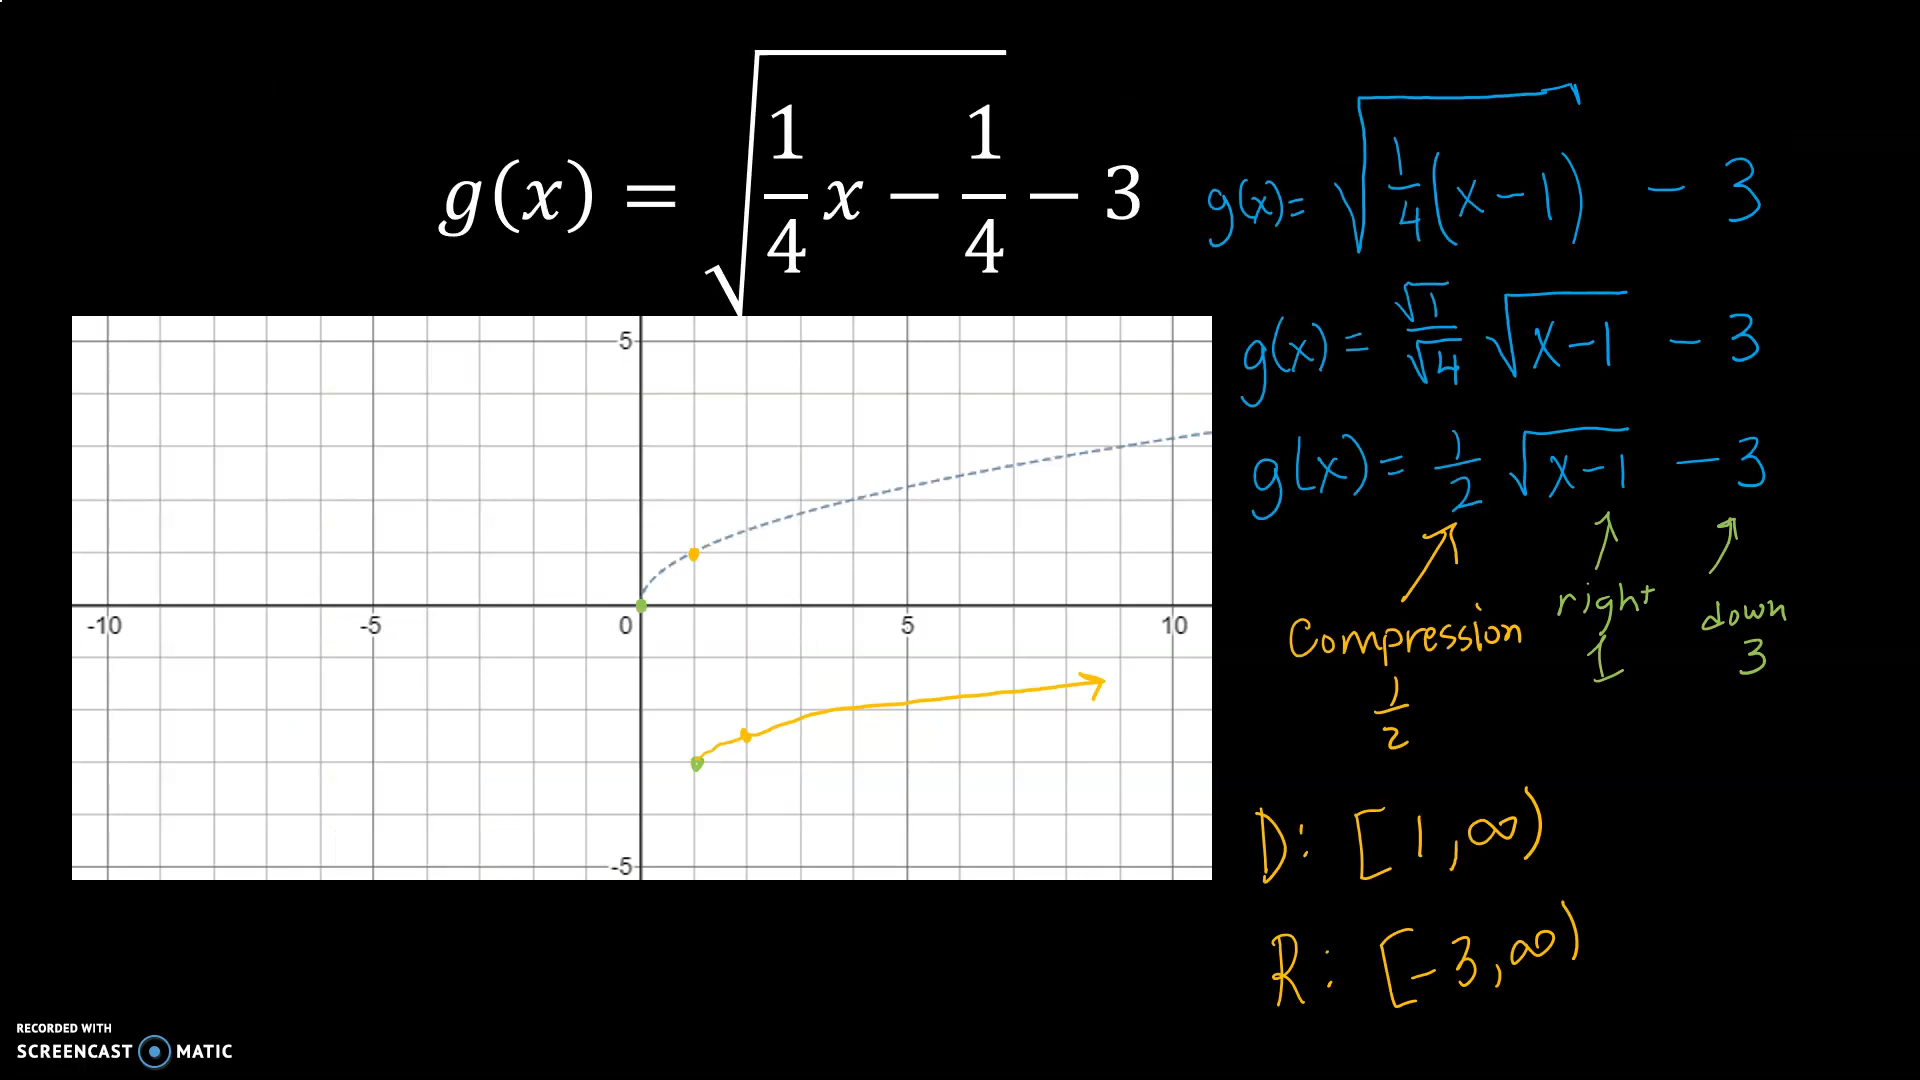 g(x) = √(1/4 x − 1/4) − 3
g(x) = √(1/4 (x − 1)) − 3
g(x) = √1/√4 √(x − 1) − 3
g(x) = 1/2 √(x − 1) − 3
Compression
1/2
right
1
down
3
5
-10 -5 0 5 10
-5
D: [1, ∞)
R: [-3, ∞)
RECORDED WITH
SCREENCAST MATIC